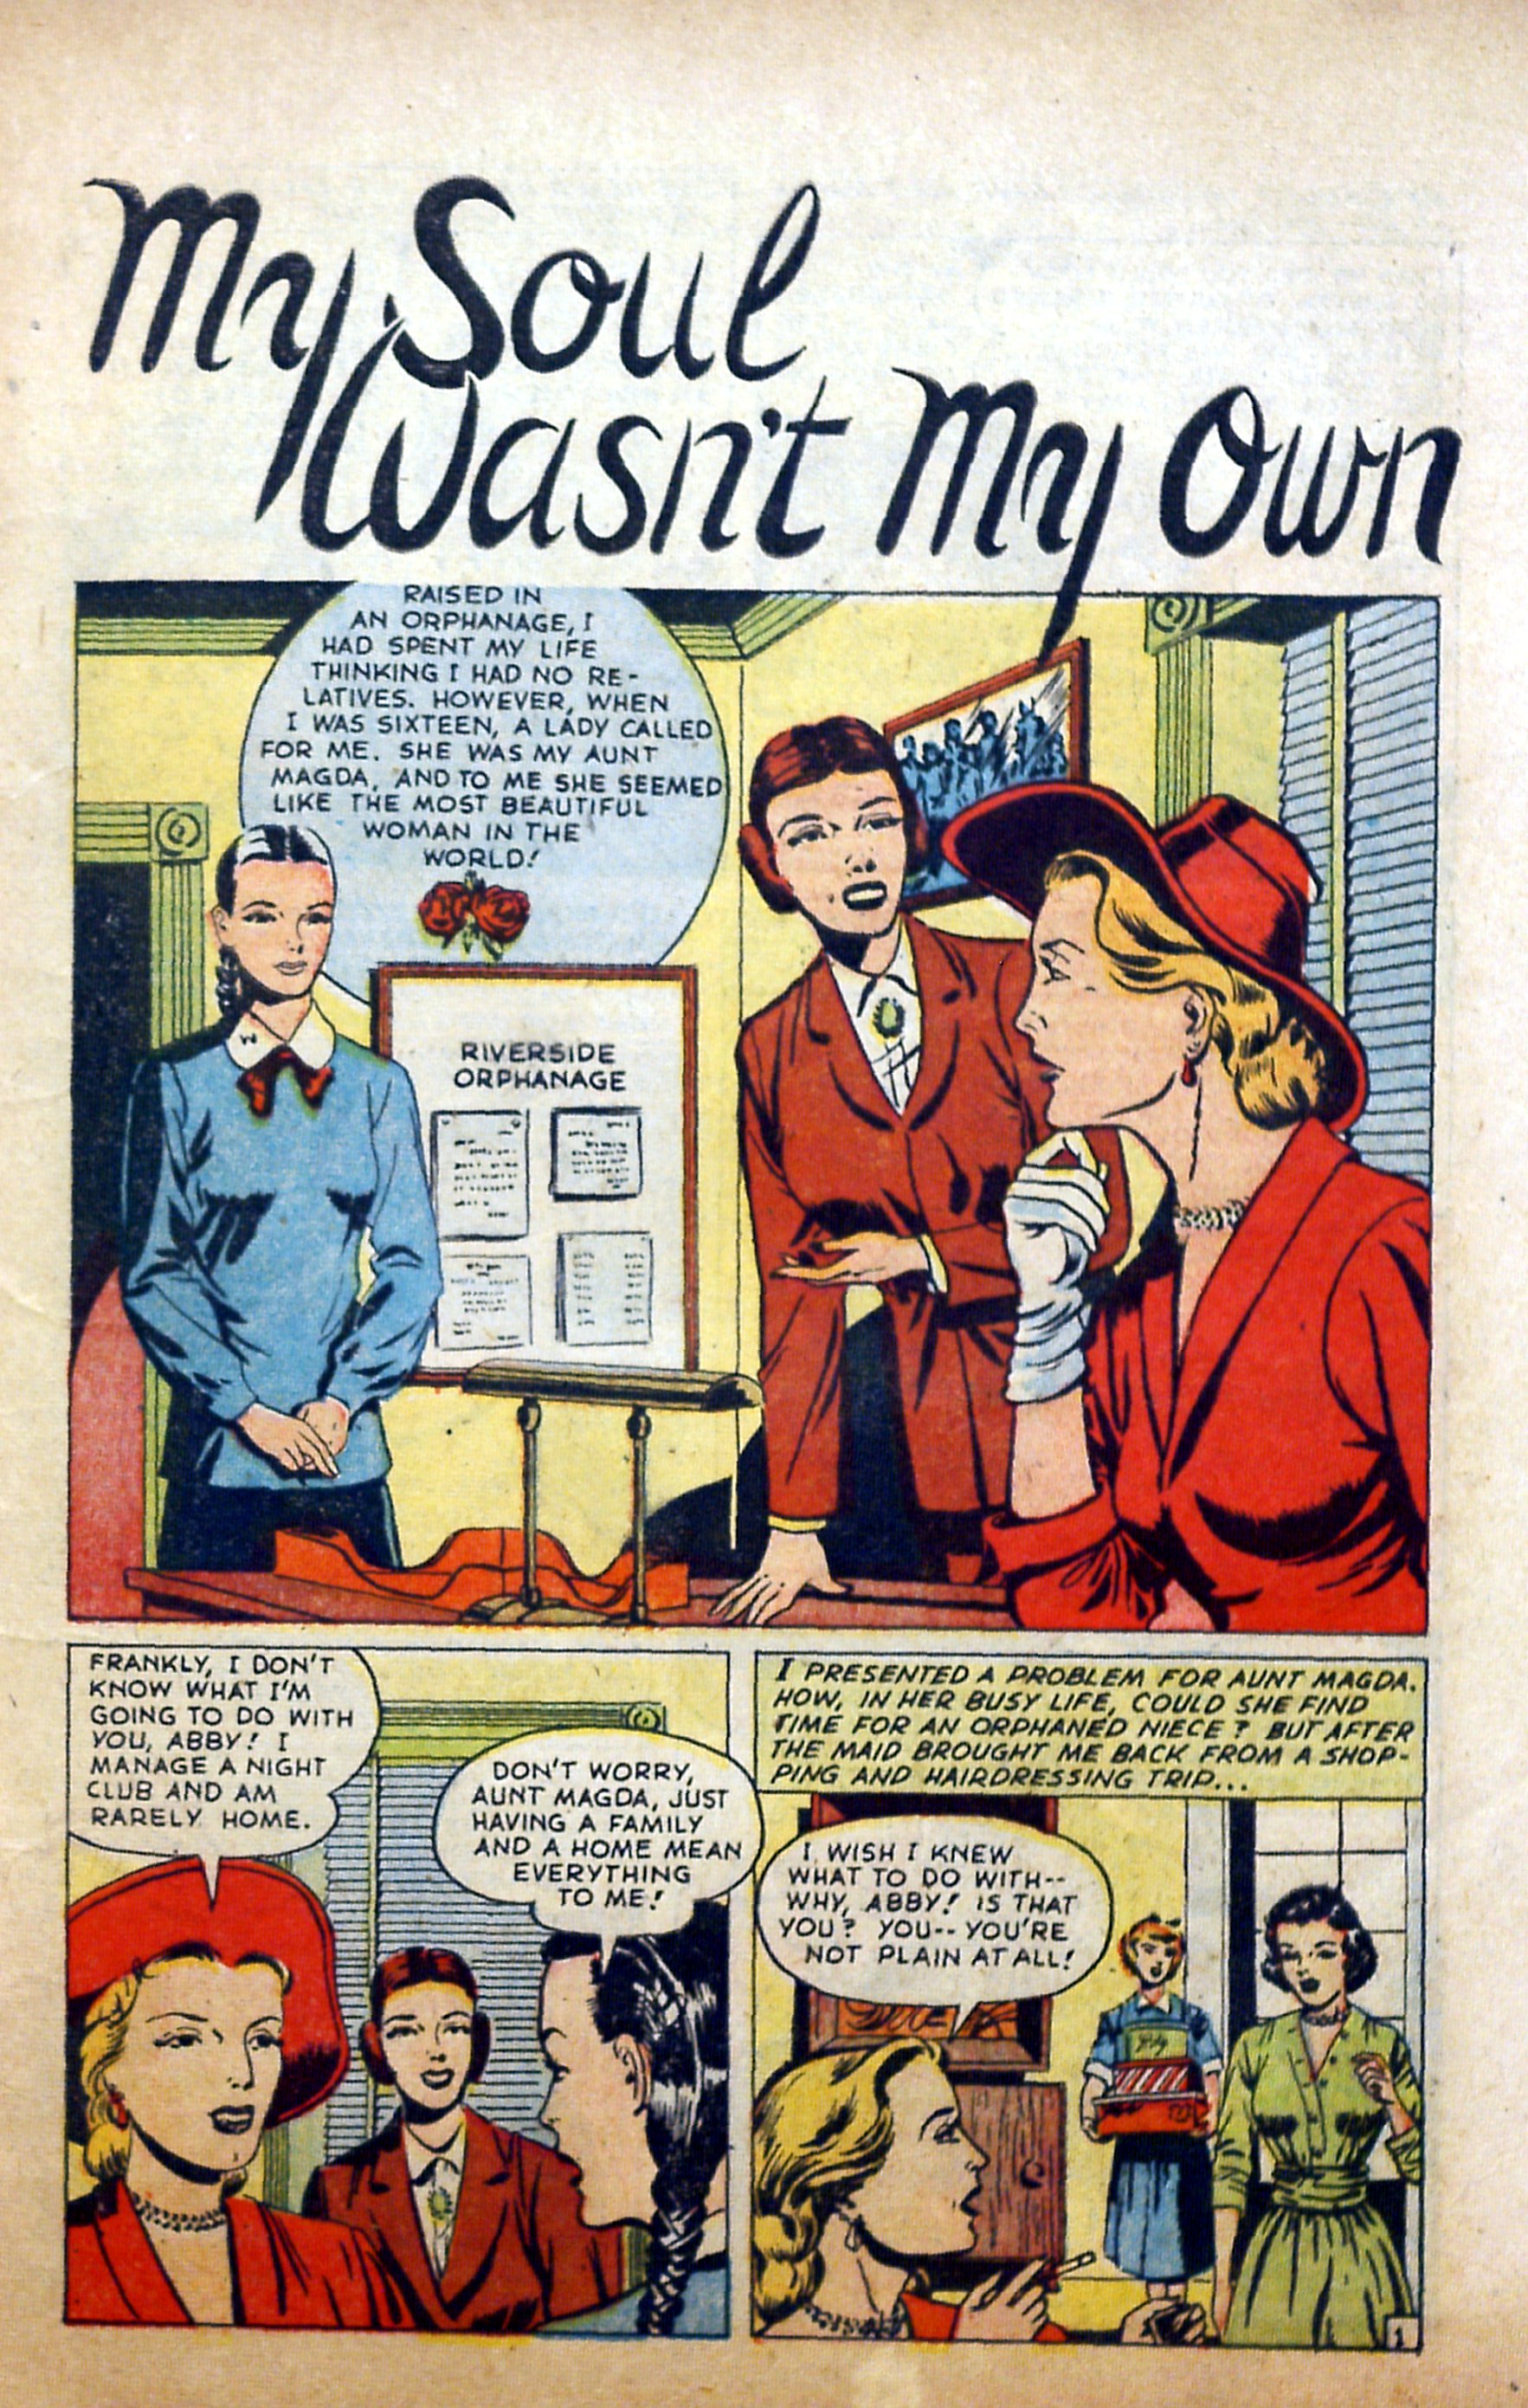 My Soul
Wasn't My Own
RAISED IN
AN ORPHANAGE, I
HAD SPENT MY LIFE
THINKING I HAD NO RE-
LATIVES. HOWEVER, WHEN
I WAS SIXTEEN, A LADY CALLED
FOR ME. SHE WAS MY AUNT
MAGDA, AND TO ME SHE SEEMED
LIKE THE MOST BEAUTIFUL
WOMAN IN THE
WORLD!
RIVERSIDE
ORPHANAGE
FRANKLY, I DON'T
KNOW WHAT I'M
GOING TO DO WITH
YOU, ABBY! I
MANAGE A NIGHT
CLUB AND AM
RARELY HOME.
DON'T WORRY,
AUNT MAGDA, JUST
HAVING A FAMILY
AND A HOME MEAN
EVERYTHING
TO ME!
I PRESENTED A PROBLEM FOR AUNT MAGDA.
HOW, IN HER BUSY LIFE, COULD SHE FIND
TIME FOR AN ORPHANED NIECE? BUT AFTER
THE MAID BROUGHT ME BACK FROM A SHOP-
PING AND HAIRDRESSING TRIP...
I WISH I KNEW
WHAT TO DO WITH--
WHY, ABBY! IS THAT
YOU? YOU-- YOU'RE
NOT PLAIN AT ALL!
1